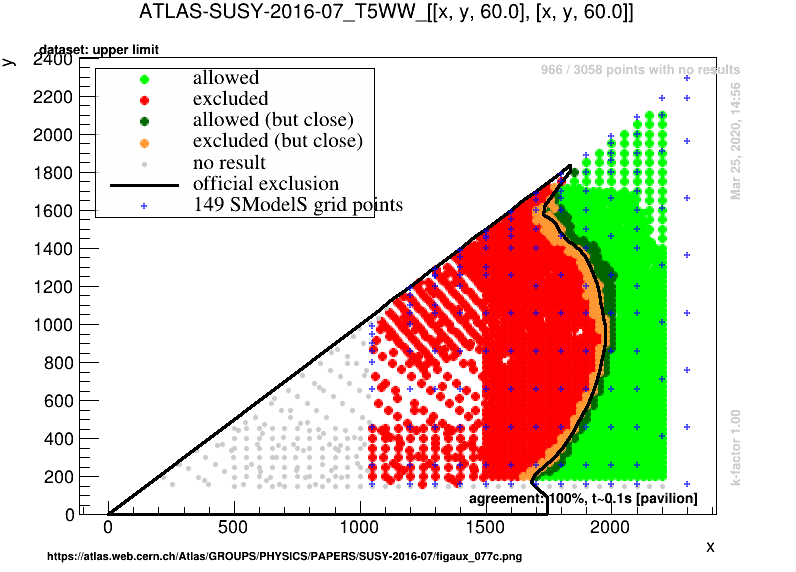 ATLAS-SUSY-2016-07_T5WW_[[x, y, 60.0], [x, y, 60.0]]
dataset: upper limit
966 / 3058 points with no results
y
2400
2200
2000
1800
1600
1400
1200
1000
800
600
400
200
0
allowed
excluded
allowed (but close)
excluded (but close)
no result
official exclusion
149 SModelS grid points
Mar 25, 2020, 14:56
k-factor 1.00
agreement: 100%, t~0.1s [pavilion]
0 500 1000 1500 2000
x
https://atlas.web.cern.ch/Atlas/GROUPS/PHYSICS/PAPERS/SUSY-2016-07/figaux_077c.png